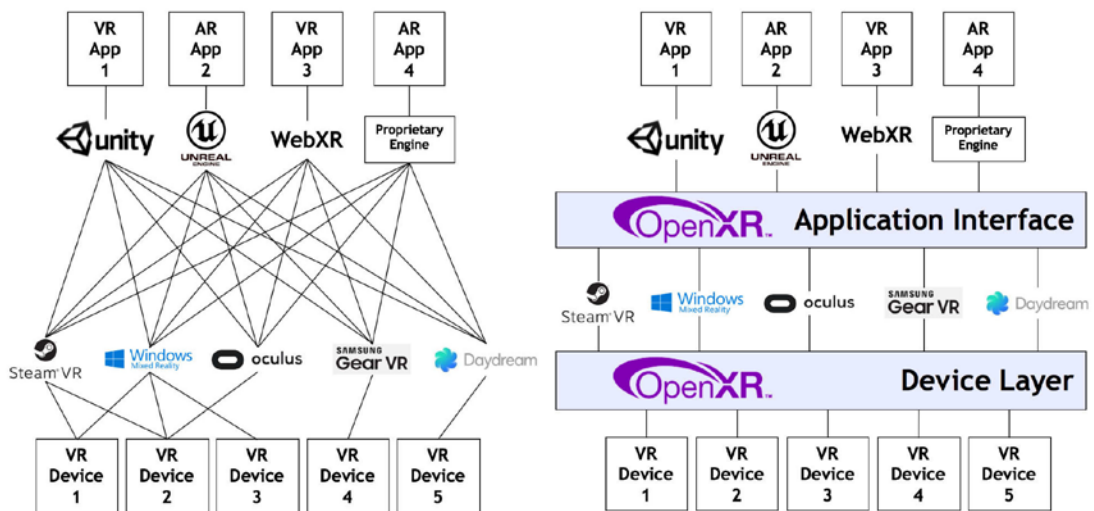 VR
App
1
AR
App
2
VR
App
3
AR
App
4
unity
UNREAL
ENGINE
WebXR
Proprietary
Engine
Steam®VR
Windows
Mixed Reality
oculus
SAMSUNG
Gear VR
Daydream
VR
Device
1
VR
Device
2
VR
Device
3
VR
Device
4
VR
Device
5
VR
App
1
AR
App
2
VR
App
3
AR
App
4
unity
UNREAL
ENGINE
WebXR
Proprietary
Engine
OpenXR™ Application Interface
Steam®VR
Windows
Mixed Reality
oculus
SAMSUNG
Gear VR
Daydream
OpenXR™ Device Layer
VR
Device
1
VR
Device
2
VR
Device
3
VR
Device
4
VR
Device
5